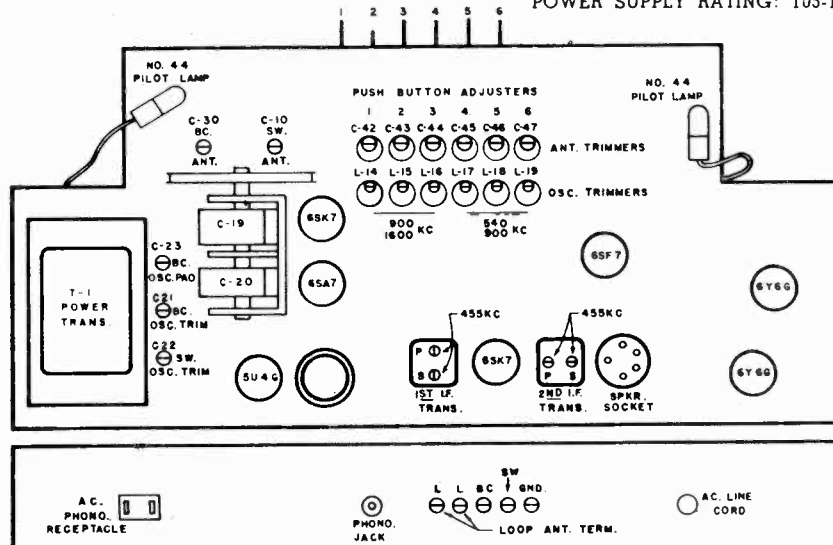 POWER SUPPLY RATING: 105-1
1 2 3 4 5 6
NO. 44
PILOT LAMP
C-30
BC.
ANT.
C-10
SW.
ANT.
PUSH BUTTON ADJUSTERS
1 2 3 4. 5 6
C-42 C-43 C-44 C-45 C-46 C-47
ANT. TRIMMERS
L-14 L-15 L-16 L-17 L-18 L-19
OSC. TRIMMERS
900
1600 KC
540
900 KC
NO. 44
PILOT LAMP
T-1
POWER
TRANS.
C-23
BC.
OSC. PAD
C21
BC.
OSC. TRIM
C22
SW.
OSC. TRIM
C-19
C-20
6SK7
6SA7
5U4G
455KC
P
S
1ST I.F.
TRANS.
6SK7
455KC
P S
2ND I.F.
TRANS.
SPKR.
SOCKET
6SF7
6Y6G
6Y6G
A.C.
PHONO.
RECEPTACLE
PHONO.
JACK
SW
L L BC GND.
LOOP ANT. TERM.
AC. LINE
CORD